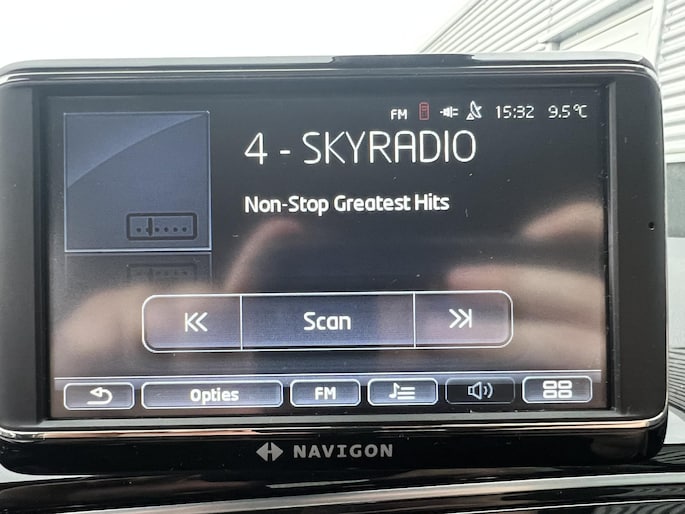 FM 15:32 9.5°C
4 - SKYRADIO
Non-Stop Greatest Hits
Scan
Opties FM
NAVIGON